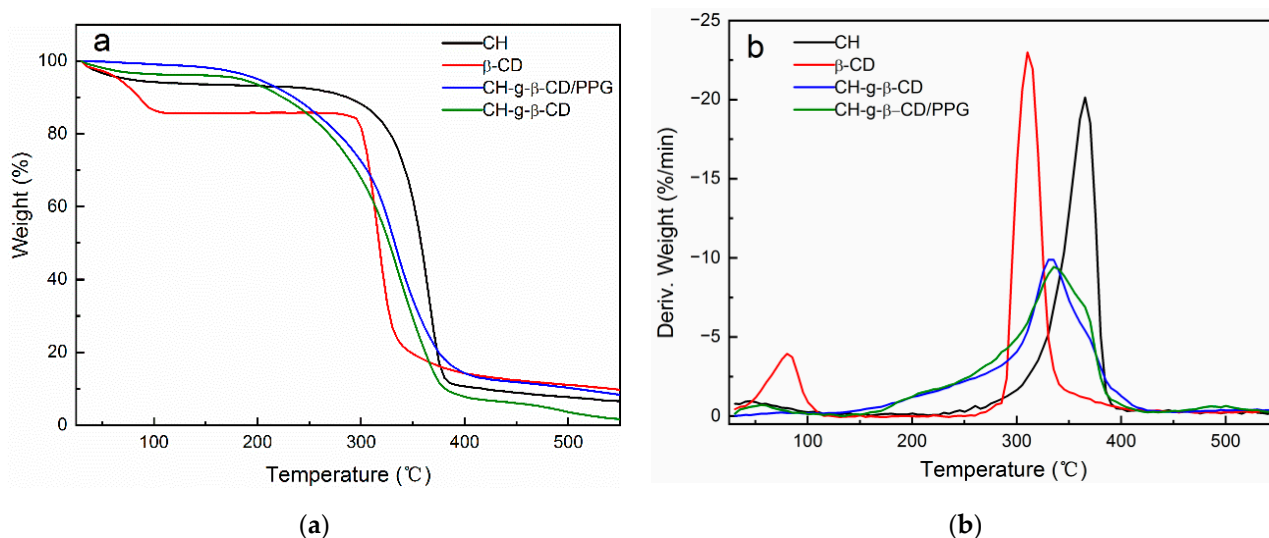 a
CH
β-CD
CH-g-β-CD/PPG
CH-g-β-CD
Weight (%)
100
80
60
40
20
0
100 200 300 400 500
Temperature (℃)
(a)
b
CH
β-CD
CH-g-β-CD
CH-g-β-CD/PPG
Deriv. Weight (%/min)
−25
−20
−15
−10
−5
0
100 200 300 400 500
Temperature (℃)
(b)